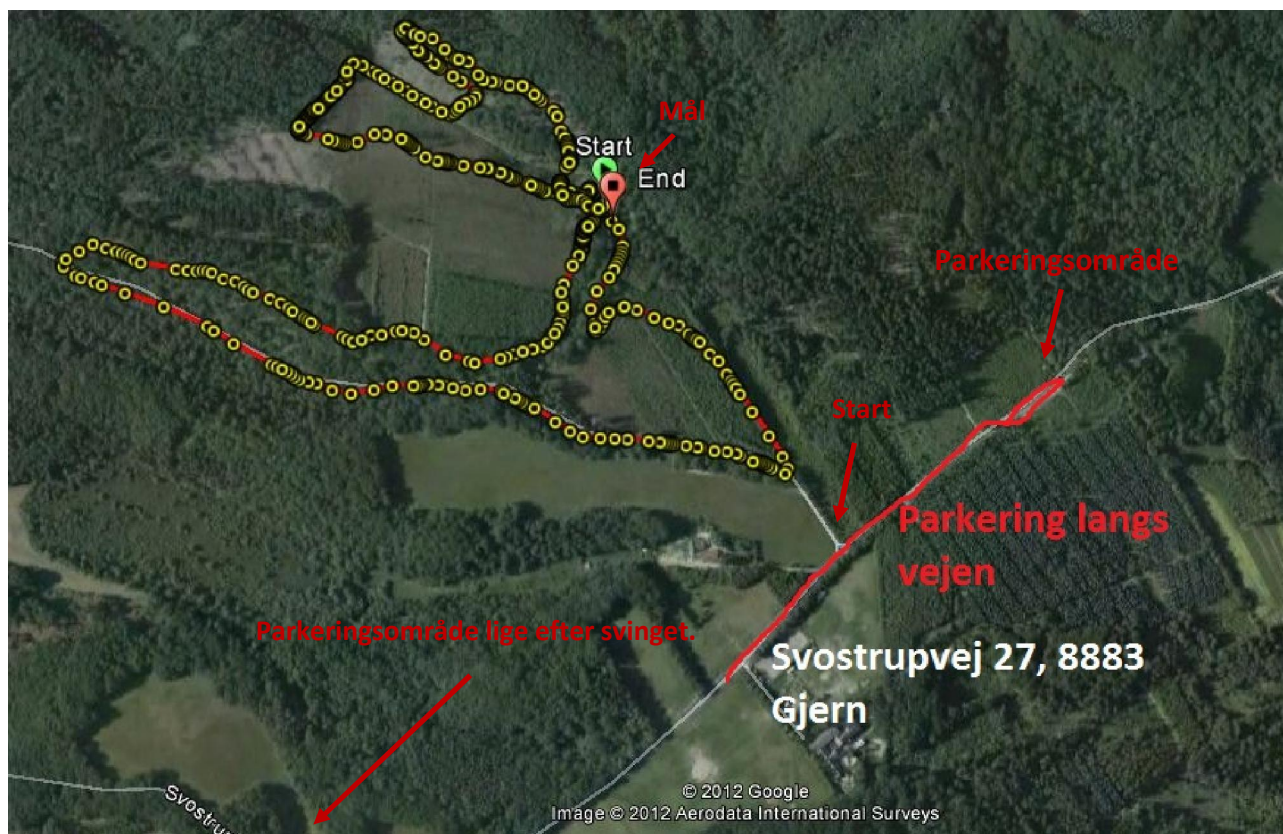 Mål
Start
End
Parkeringsområde
Start
Parkering langs
vejen
Parkeringsområde lige efter svinget.
Svostrupvej 27, 8883
Gjern
© 2012 Google
Image © 2012 Aerodata International Surveys